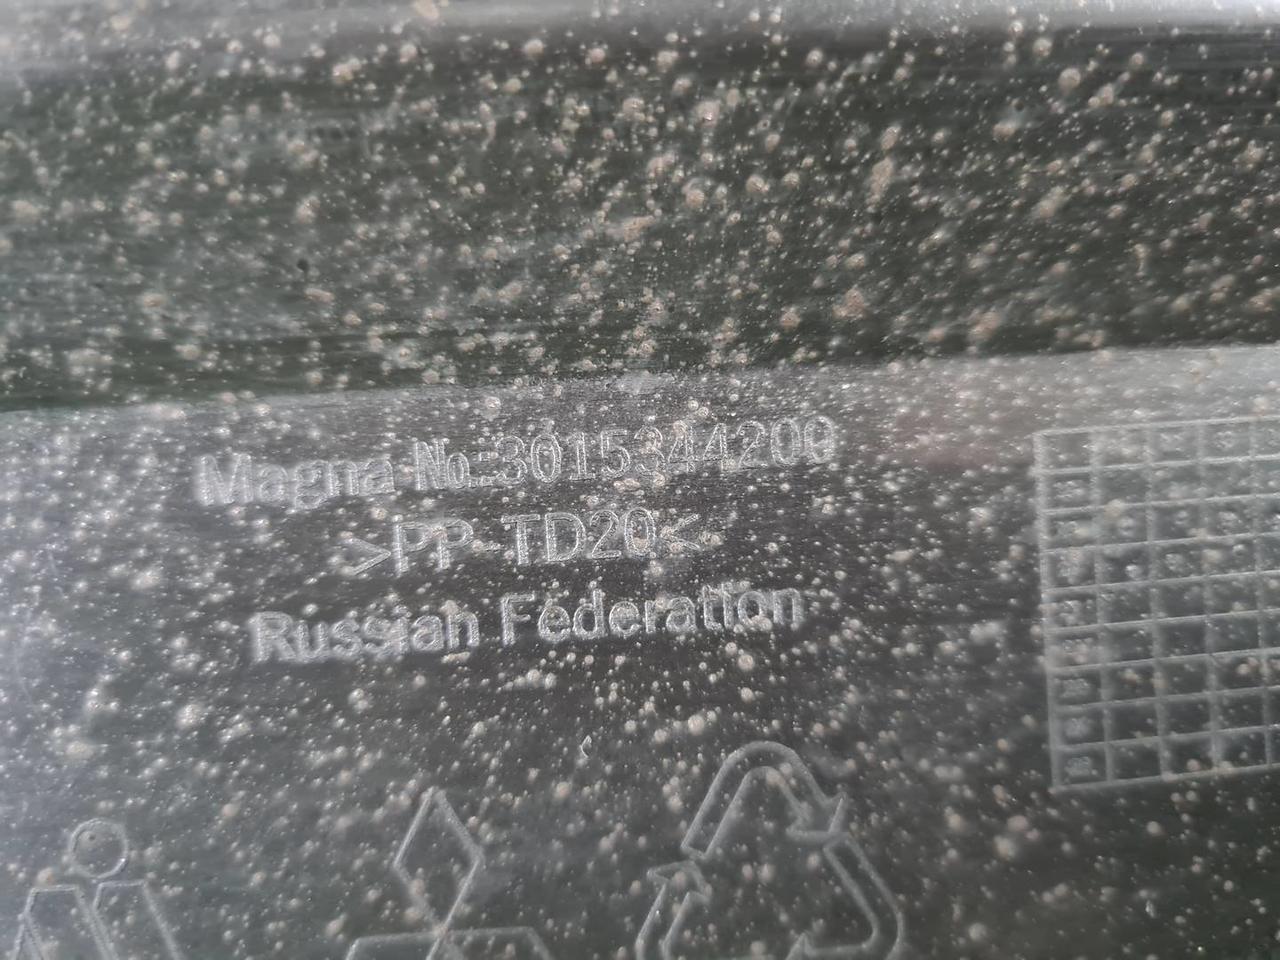 Magna No.:3015344200
>PP-TD20<
Russian Federation